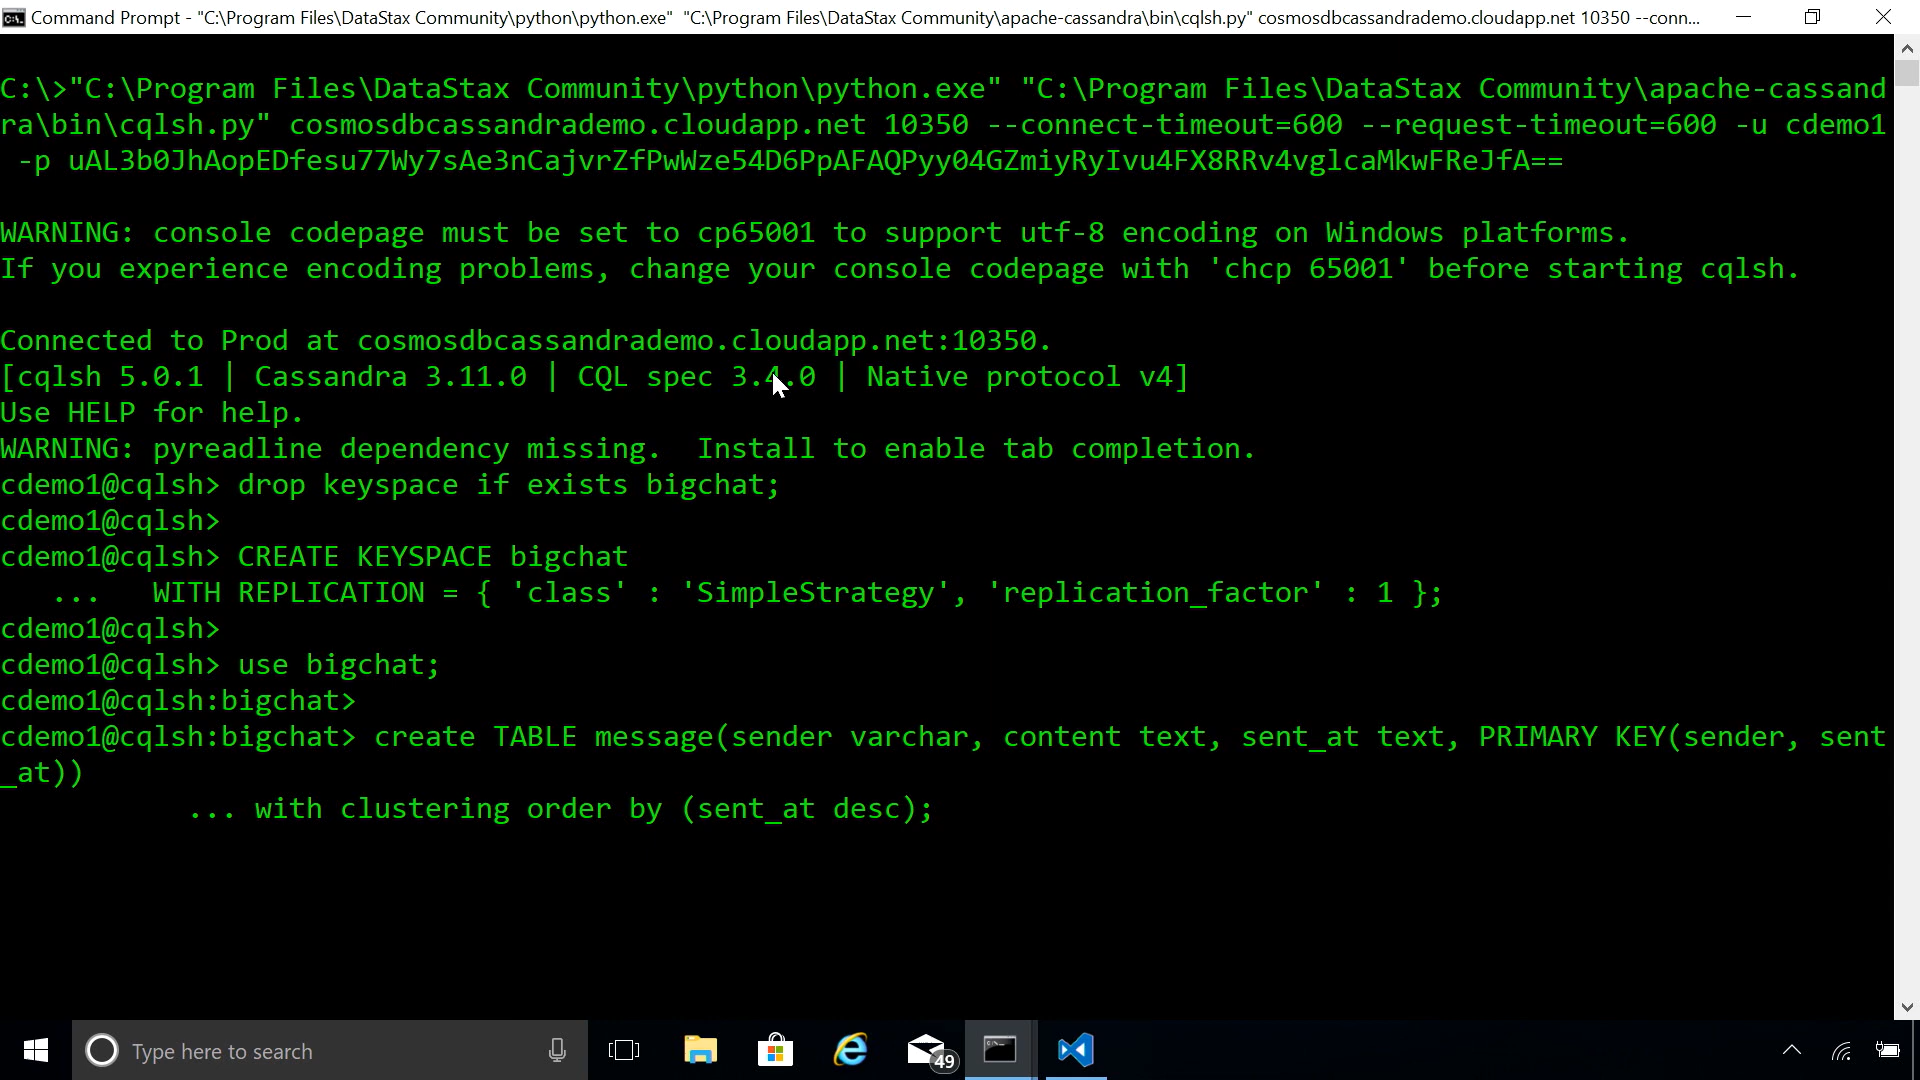 Command Prompt - "C:\Program Files\DataStax Community\python\python.exe" "C:\Program Files\DataStax Community\apache-cassandra\bin\cqlsh.py" cosmosdbcassandrademo.cloudapp.net 10350 --conn...
C:\>"C:\Program Files\DataStax Community\python\python.exe" "C:\Program Files\DataStax Community\apache-cassand
ra\bin\cqlsh.py" cosmosdbcassandrademo.cloudapp.net 10350 --connect-timeout=600 --request-timeout=600 -u cdemo1
-p uAL3b0JhAopEDfesu77Wy7sAe3nCajvrZfPwWze54D6PpAFAQPyy04GZmiyRyIvu4FX8RRv4vglcaMkwFReJfA==
WARNING: console codepage must be set to cp65001 to support utf-8 encoding on Windows platforms.
If you experience encoding problems, change your console codepage with 'chcp 65001' before starting cqlsh.
Connected to Prod at cosmosdbcassandrademo.cloudapp.net:10350.
[cqlsh 5.0.1 | Cassandra 3.11.0 | CQL spec 3.4.0 | Native protocol v4]
Use HELP for help.
WARNING: pyreadline dependency missing.  Install to enable tab completion.
cdemo1@cqlsh> drop keyspace if exists bigchat;
cdemo1@cqlsh>
cdemo1@cqlsh> CREATE KEYSPACE bigchat
...   WITH REPLICATION = { 'class' : 'SimpleStrategy', 'replication_factor' : 1 };
cdemo1@cqlsh>
cdemo1@cqlsh> use bigchat;
cdemo1@cqlsh:bigchat>
cdemo1@cqlsh:bigchat> create TABLE message(sender varchar, content text, sent_at text, PRIMARY KEY(sender, sent
_at))
... with clustering order by (sent_at desc);
Type here to search
49